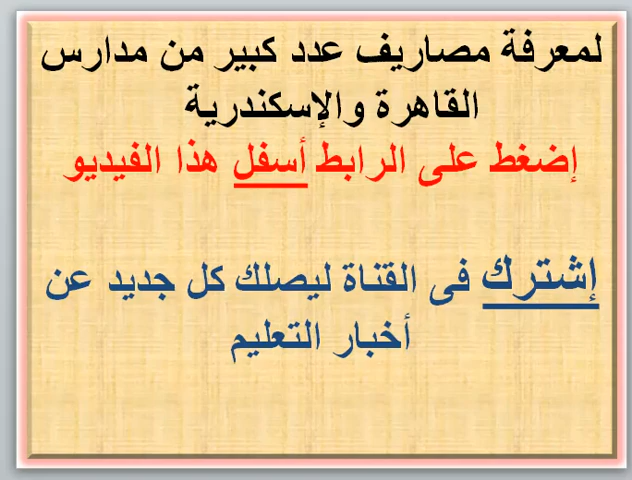 لمعرفة مصاريف عدد كبير من مدارس
القاهرة والإسكندرية
إضغط على الرابط أسفل هذا الفيديو
إشترك فى القناة ليصلك كل جديد عن
أخبار التعليم